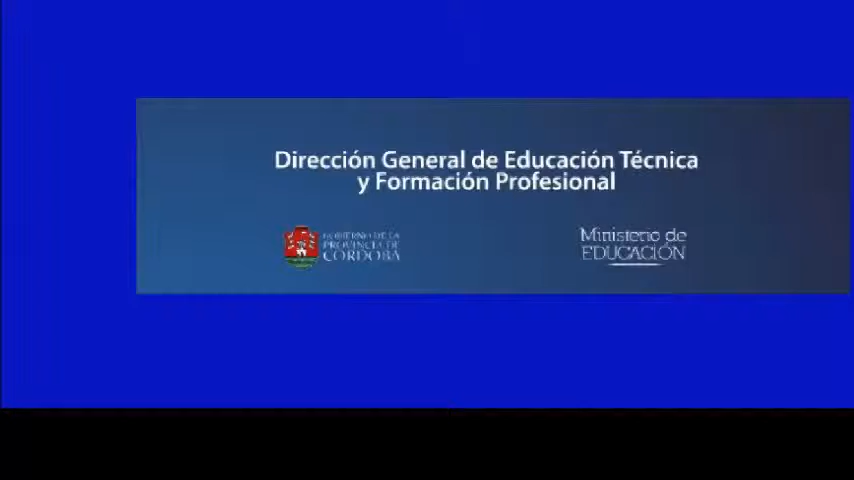 Dirección General de Educación Técnica
y Formación Profesional
GOBIERNO DE LA
PROVINCIA DE
CÓRDOBA
Ministerio de
EDUCACIÓN